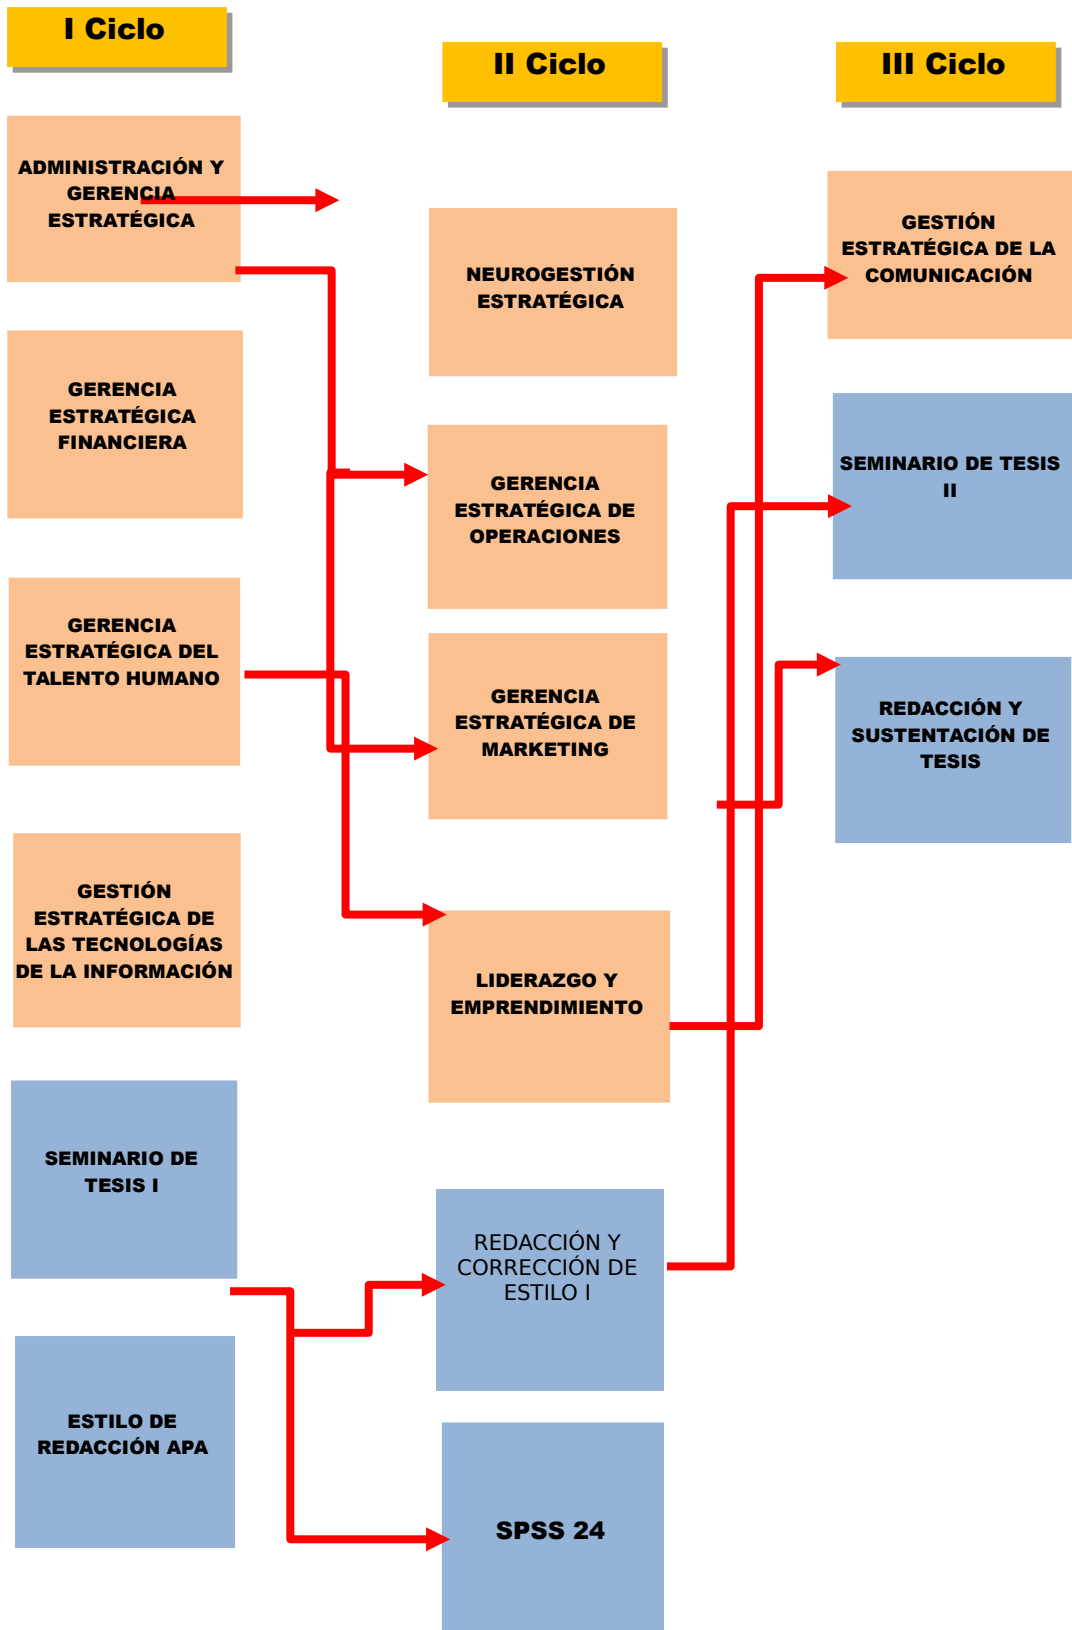 I Ciclo
ADMINISTRACIÓN Y
GERENCIA
ESTRATÉGICA
GERENCIA
ESTRATÉGICA
FINANCIERA
GERENCIA
ESTRATÉGICA DEL
TALENTO HUMANO
GESTIÓN
ESTRATÉGICA DE
LAS TECNOLOGÍAS
DE LA INFORMACIÓN
SEMINARIO DE
TESIS I
ESTILO DE
REDACCIÓN APA
II Ciclo
NEUROGESTIÓN
ESTRATÉGICA
GERENCIA
ESTRATÉGICA DE
OPERACIONES
GERENCIA
ESTRATÉGICA DE
MARKETING
LIDERAZGO Y
EMPRENDIMIENTO
REDACCIÓN Y
CORRECCIÓN DE
ESTILO I
SPSS 24
III Ciclo
GESTIÓN
ESTRATÉGICA DE LA
COMUNICACIÓN
SEMINARIO DE TESIS
II
REDACCIÓN Y
SUSTENTACIÓN DE
TESIS